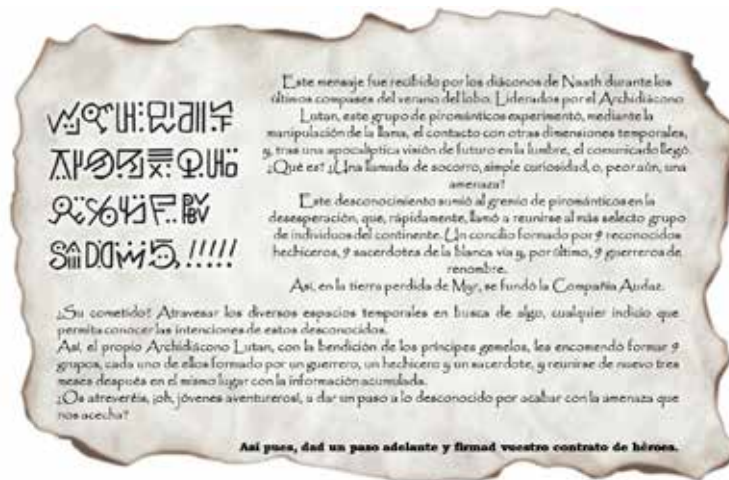 Este mensaje fue recibido por los diáconos de Naath durante los
últimos compases del verano del lobo. Liderados por el Archidiácono
Lutan, este grupo de pirománticos experimentó, mediante la
manipulación de la llama, el contacto con otras dimensiones temporales,
y, tras una apocalíptica visión de futuro en la lumbre, el comunicado llegó.
¿Qué es? ¿Una llamada de socorro, simple curiosidad, o, peor aún, una
amenaza?
Este desconocimiento sumió al gremio de pirománticos en la
desesperación, que, rápidamente, llamó a reunirse al más selecto grupo
de individuos del continente. Un concilio formado por 9 reconocidos
hechiceros, 9 sacerdotes de la blanca vía y, por último, 9 guerreros de
renombre.
Así, en la tierra perdida de Myr, se fundó la Compañía Audaz.
¿Su cometido? Atravesar los diversos espacios temporales en busca de algo, cualquier indicio que
permita conocer las intenciones de estos desconocidos.
Así, el propio Archidiácono Lutan, con la bendición de los príncipes gemelos, les encomendó formar 9
grupos, cada uno de ellos formado por un guerrero, un hechicero y un sacerdote, y reunirse de nuevo tres
meses después en el mismo lugar con la información acumulada.
¿Os atreveréis, ¡oh, jóvenes aventureros!, a dar un paso a lo desconocido por acabar con la amenaza que
nos acecha?
Así pues, dad un paso adelante y firmad vuestro contrato de héroes.